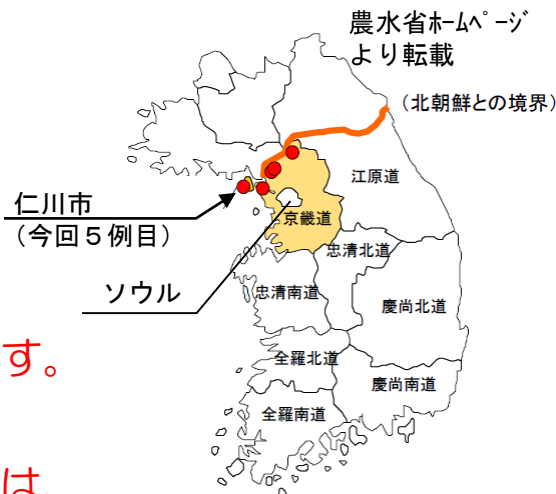 農水省ホームページ
より転載
(北朝鮮との境界)
江原道
仁川市
(今回5例目)
京畿道
忠清北道
ソウル
忠清南道
慶尚北道
す。
全羅北道
慶尚南道
全羅南道
は、